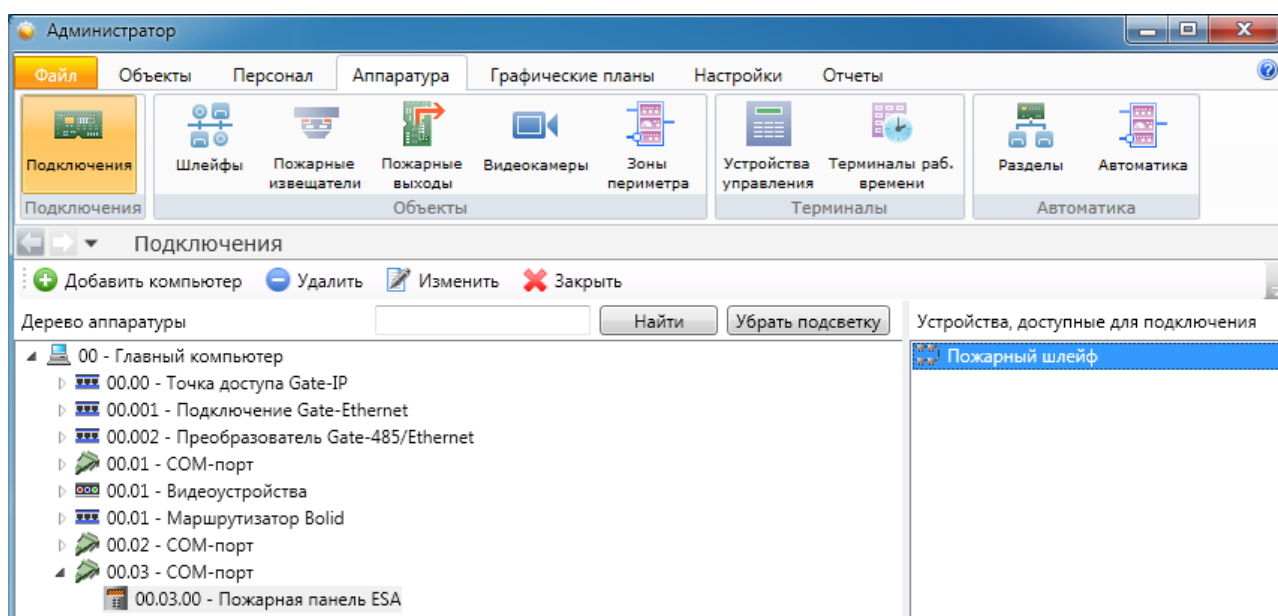 Администратор
Файл Объекты Персонал Аппаратура Графические планы Настройки Отчеты
Подключения Шлейфы Пожарные извещатели Пожарные выходы Видеокамеры Зоны периметра Устройства управления Терминалы раб. времени Разделы Автоматика
Подключения Объекты Терминалы Автоматика
Подключения
Добавить компьютер Удалить Изменить Закрыть
Дерево аппаратуры Найти Убрать подсветку Устройства, доступные для подключения
00 - Главный компьютер
00.00 - Точка доступа Gate-IP
00.001 - Подключение Gate-Ethernet
00.002 - Преобразователь Gate-485/Ethernet
00.01 - COM-порт
00.01 - Видеоустройства
00.01 - Маршрутизатор Bolid
00.02 - COM-порт
00.03 - COM-порт
00.03.00 - Пожарная панель ESA
Пожарный шлейф